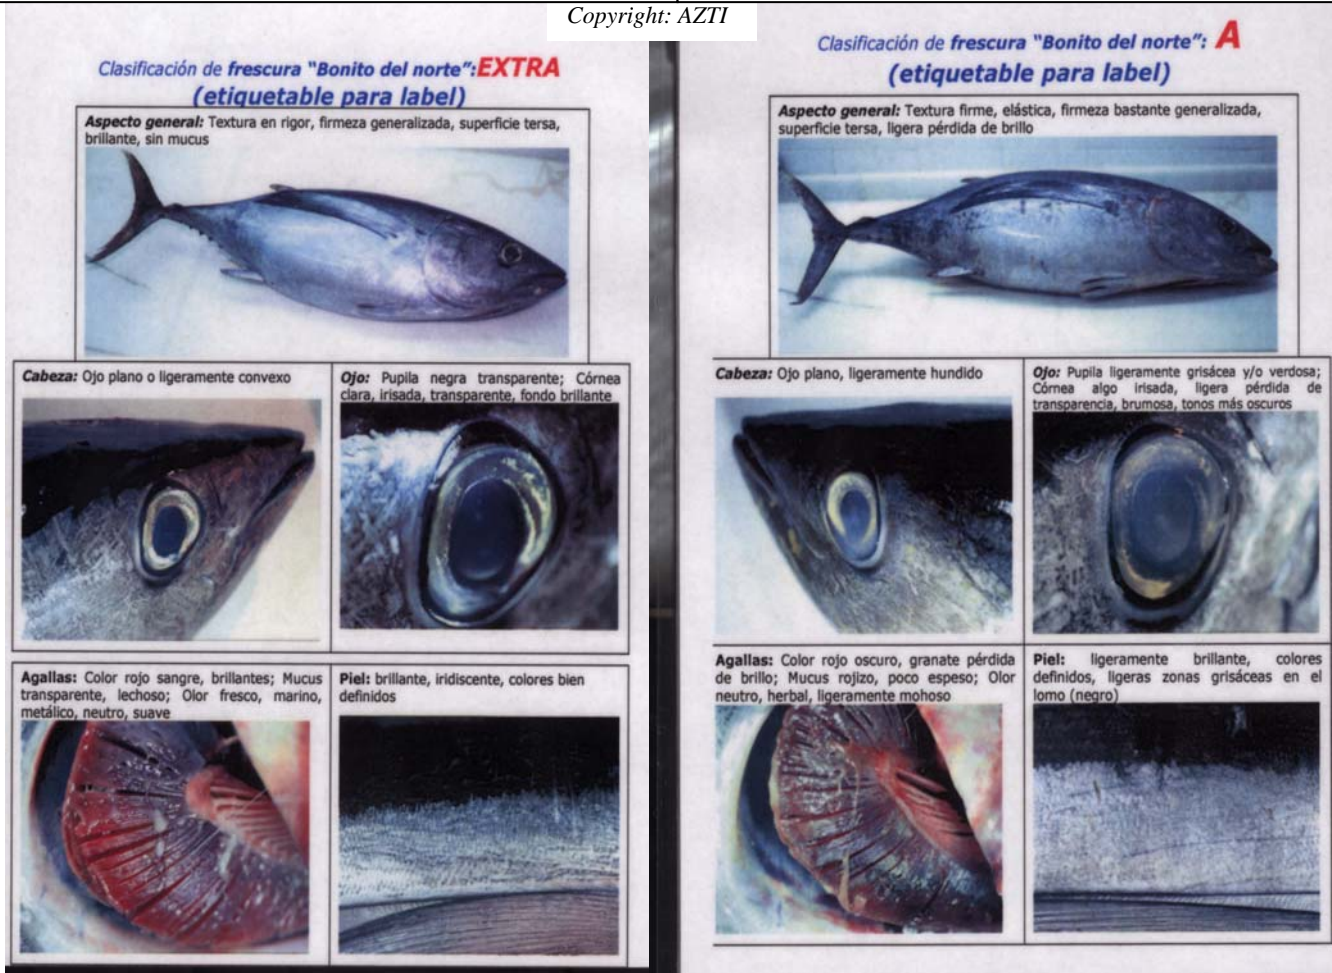 Copyright: AZTI
Clasificación de frescura "Bonito del norte":EXTRA
(etiquetable para label)
Aspecto general: Textura en rigor, firmeza generalizada, superficie tersa,
brillante, sin mucus
Cabeza: Ojo plano o ligeramente convexo
Ojo: Pupila negra transparente; Córnea
clara, irisada, transparente, fondo brillante
Agallas: Color rojo sangre, brillantes; Mucus
transparente, lechoso; Olor fresco, marino,
metálico, neutro, suave
Piel: brillante, iridiscente, colores bien
definidos
Clasificación de frescura "Bonito del norte": A
(etiquetable para label)
Aspecto general: Textura firme, elástica, firmeza bastante generalizada,
superficie tersa, ligera pérdida de brillo
Cabeza: Ojo plano, ligeramente hundido
Ojo: Pupila ligeramente grisácea y/o verdosa;
Córnea algo irisada, ligera pérdida de
transparencia, brumosa, tonos más oscuros
Agallas: Color rojo oscuro, granate pérdida
de brillo; Mucus rojizo, poco espeso; Olor
neutro, herbal, ligeramente mohoso
Piel: ligeramente brillante, colores
definidos, ligeras zonas grisáceas en el
lomo (negro)